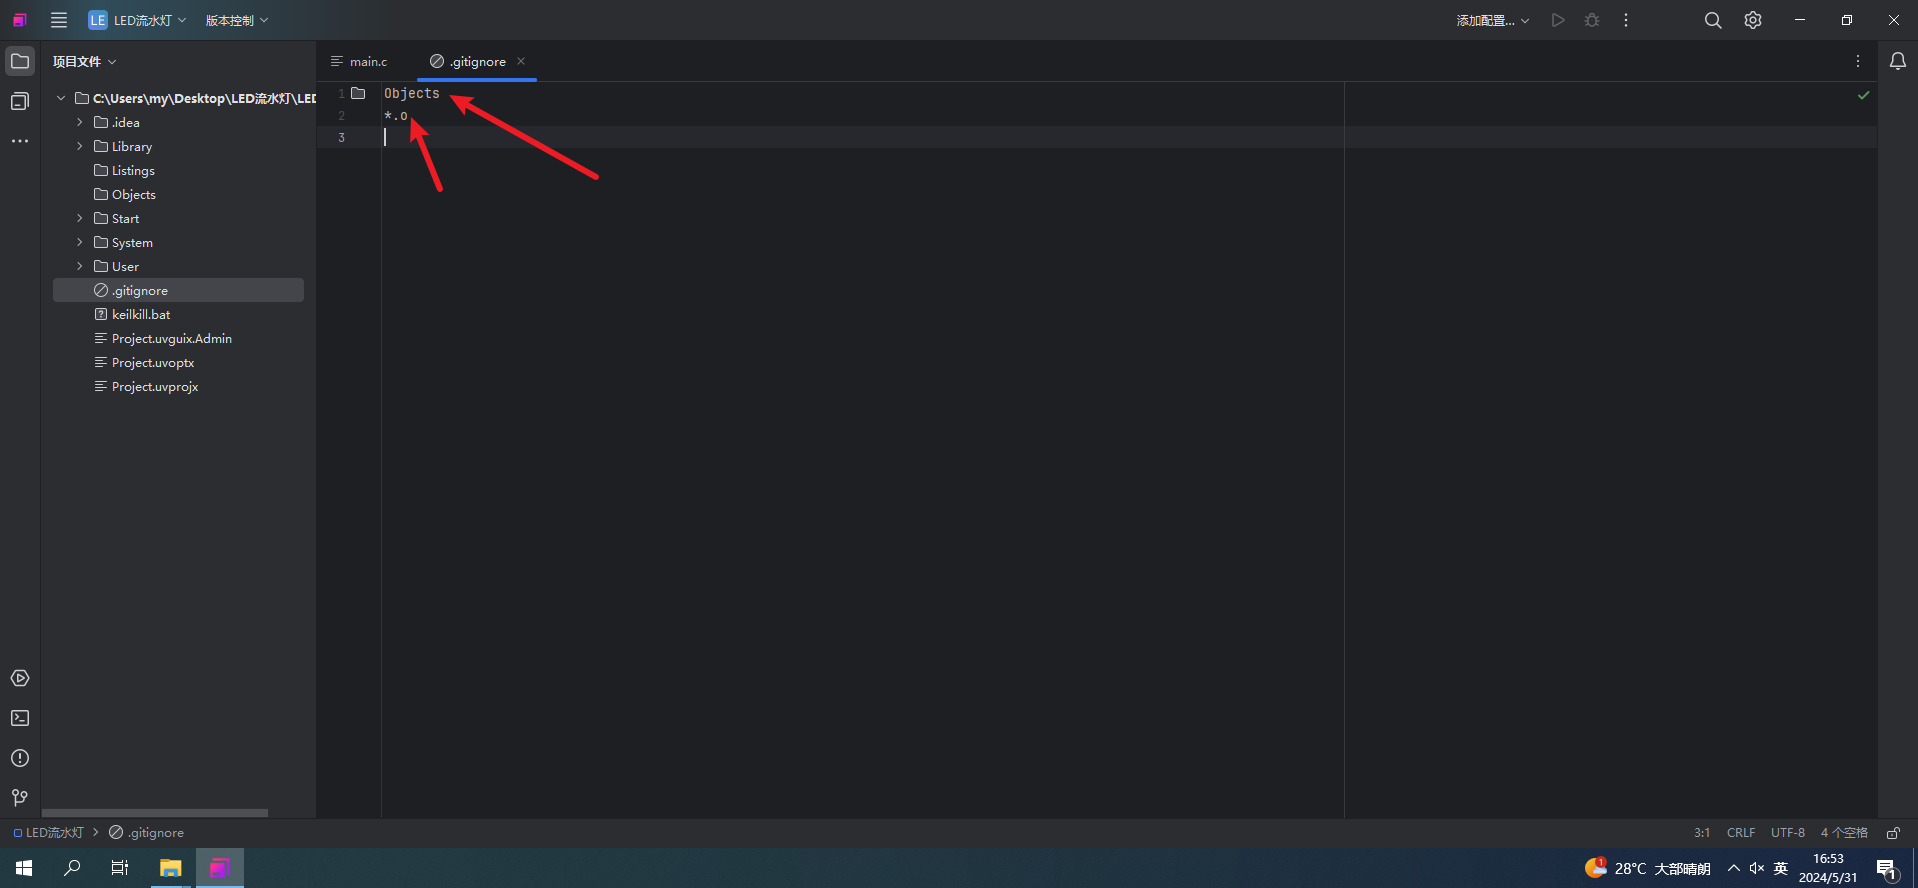 LE LED流水灯 版本控制 添加配置...
项目文件
main.c .gitignore
C:\Users\my\Desktop\LED流水灯\LED
.idea
Library
Listings
Objects
Start
System
User
.gitignore
keilkill.bat
Project.uvguix.Admin
Project.uvoptx
Project.uvprojx
1 Objects
2 *.o
3
LED流水灯 .gitignore 3:1 CRLF UTF-8 4 个空格
1 28°C 大部晴朗 英 16:53
2024/5/31 1